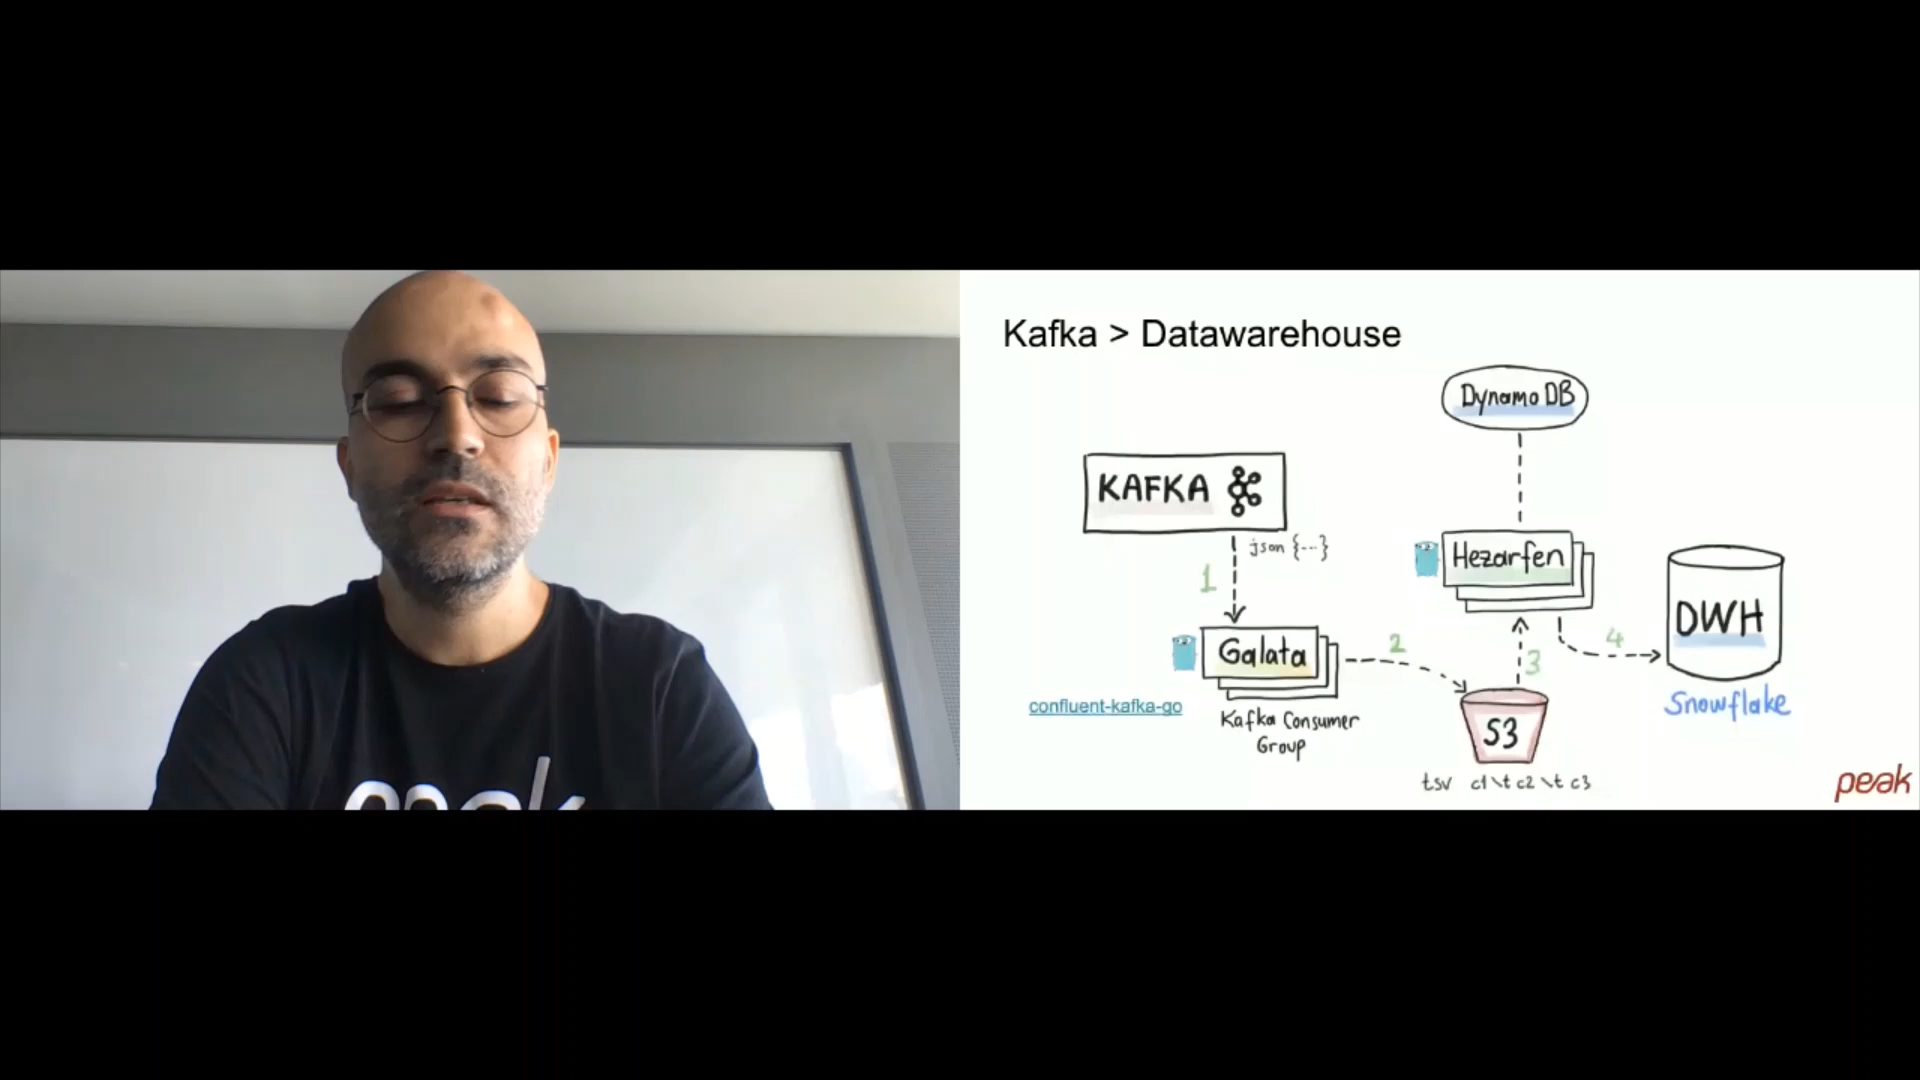 Kafka > Datawarehouse
Dynamo DB
KAFKA
json {---}
1
Hezarfen
DWH
Snowflake
4
3
Galata
2
confluent-kafka-go
Kafka Consumer
Group
S3
tsv c1\t c2\t c3
peak
peak